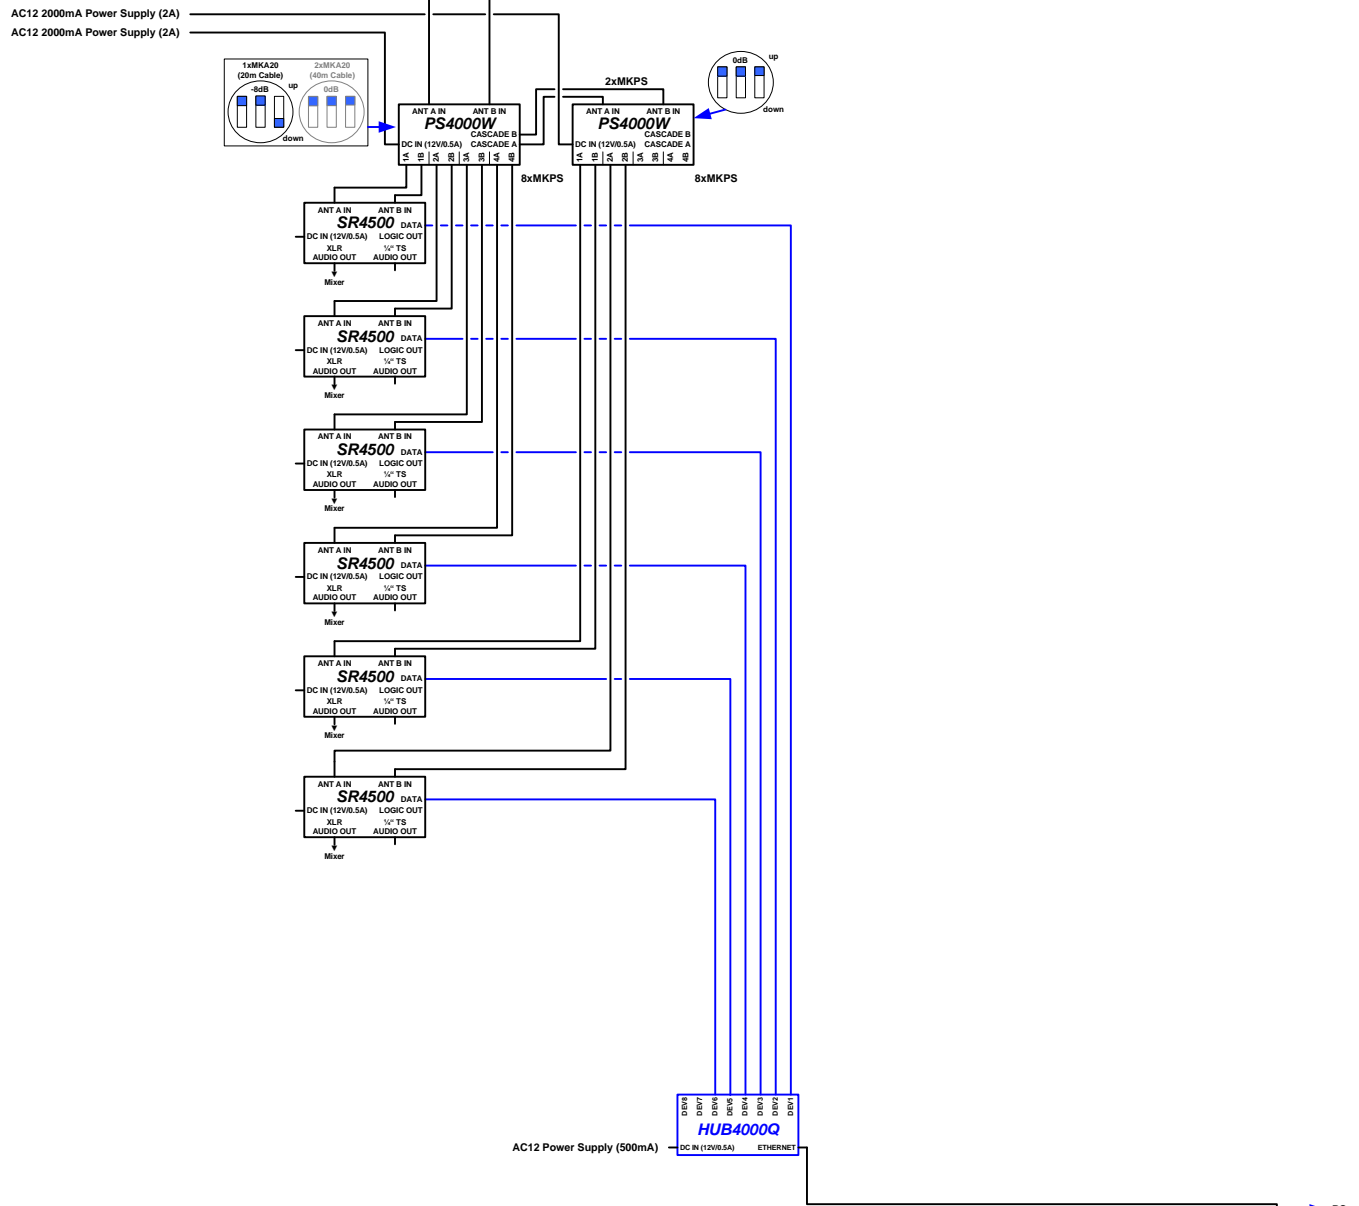 AC12 2000mA Power Supply (2A)
AC12 2000mA Power Supply (2A)
1xMKA20
(20m Cable)
-8dB
up
down
2xMKA20
(40m Cable)
0dB
2xMKPS
0dB
up
down
ANT A IN ANT B IN
PS4000W
CASCADE B
DC IN (12V/0.5A) CASCADE A
1A 1B 2A 2B 3A 3B 4A 4B
8xMKPS
ANT A IN ANT B IN
PS4000W
CASCADE B
DC IN (12V/0.5A) CASCADE A
1A 1B 2A 2B 3A 3B 4A 4B
8xMKPS
ANT A IN ANT B IN
SR4500 DATA
DC IN (12V/0.5A) LOGIC OUT
XLR ¼" TS
AUDIO OUT AUDIO OUT
Mixer
ANT A IN ANT B IN
SR4500 DATA
DC IN (12V/0.5A) LOGIC OUT
XLR ¼" TS
AUDIO OUT AUDIO OUT
Mixer
ANT A IN ANT B IN
SR4500 DATA
DC IN (12V/0.5A) LOGIC OUT
XLR ¼" TS
AUDIO OUT AUDIO OUT
Mixer
ANT A IN ANT B IN
SR4500 DATA
DC IN (12V/0.5A) LOGIC OUT
XLR ¼" TS
AUDIO OUT AUDIO OUT
Mixer
ANT A IN ANT B IN
SR4500 DATA
DC IN (12V/0.5A) LOGIC OUT
XLR ¼" TS
AUDIO OUT AUDIO OUT
Mixer
ANT A IN ANT B IN
SR4500 DATA
DC IN (12V/0.5A) LOGIC OUT
XLR ¼" TS
AUDIO OUT AUDIO OUT
Mixer
DEV8 DEV7 DEV6 DEV5 DEV4 DEV3 DEV2 DEV1
HUB4000Q
AC12 Power Supply (500mA) DC IN (12V/0.5A) ETHERNET